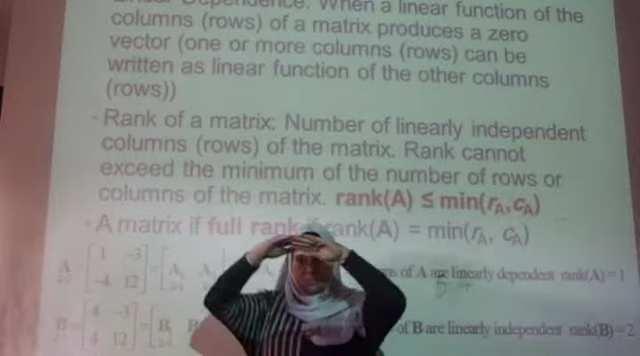 Dependence: When a linear function of the
columns (rows) of a matrix produces a zero
vector (one or more columns (rows) can be
written as linear function of the other columns
(rows))
· Rank of a matrix: Number of linearly independent
columns (rows) of the matrix. Rank cannot
exceed the minimum of the number of rows or
columns of the matrix. rank(A) ≤ min(rA,cA)
· A matrix if full rank rank(A) = min(rA, cA)
A = [1 -3 -4 12] = [A A of A are linearly dependent rank(A)=1
B = [4 -3 4 12] = [B B of B are linearly independent rank(B)=2